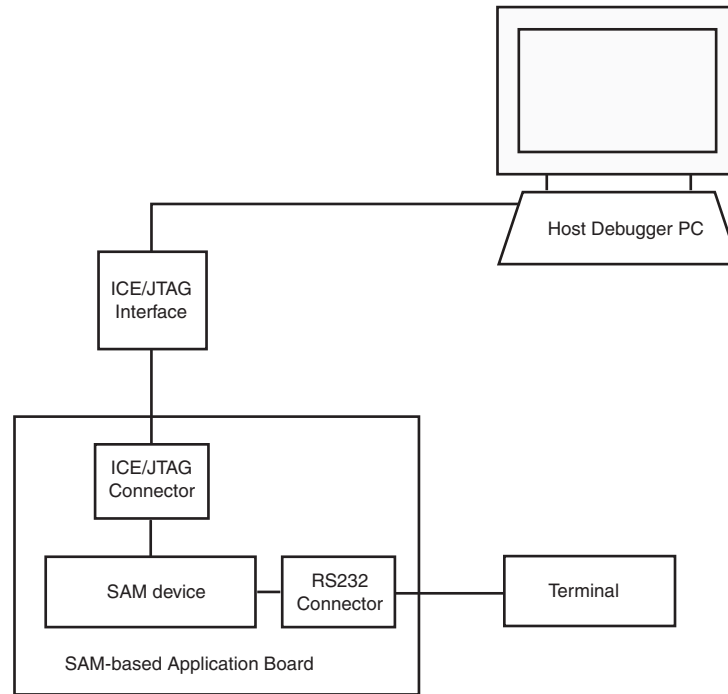 Host Debugger PC
ICE/JTAG
Interface
ICE/JTAG
Connector
SAM device
RS232
Connector
Terminal
SAM-based Application Board